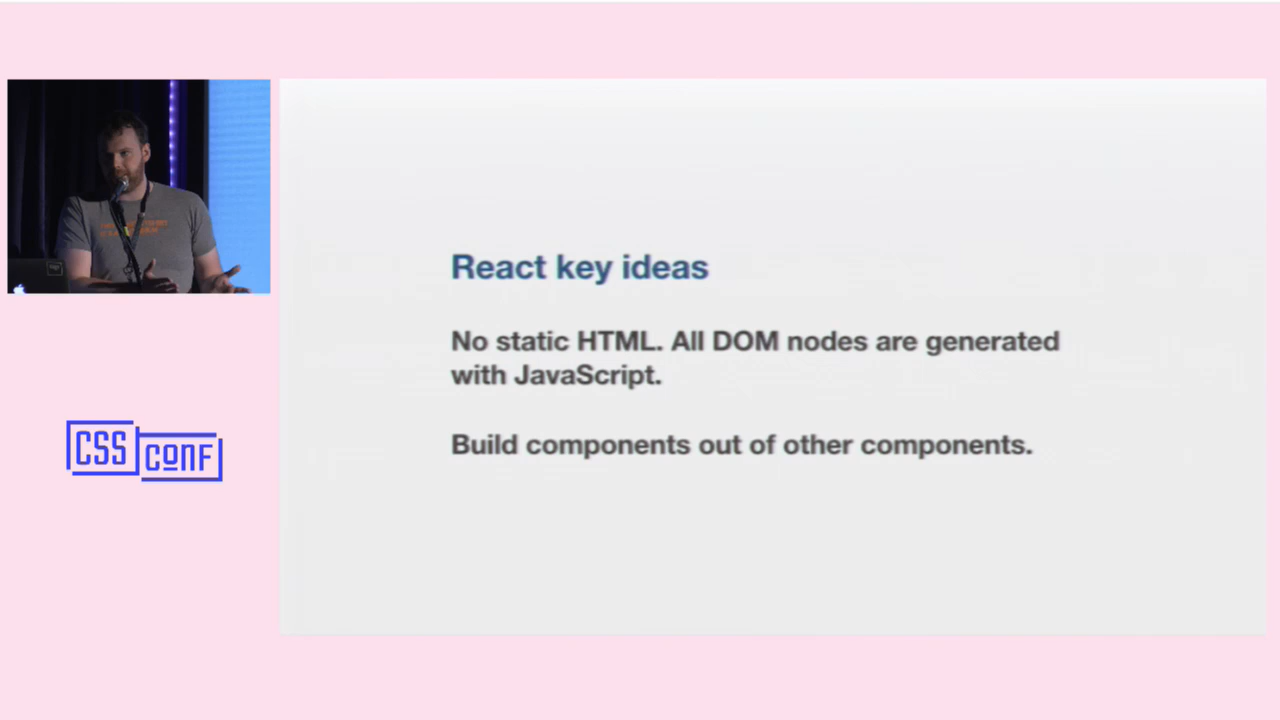 React key ideas
No static HTML. All DOM nodes are generated
with JavaScript.
Build components out of other components.
CSS
CONF